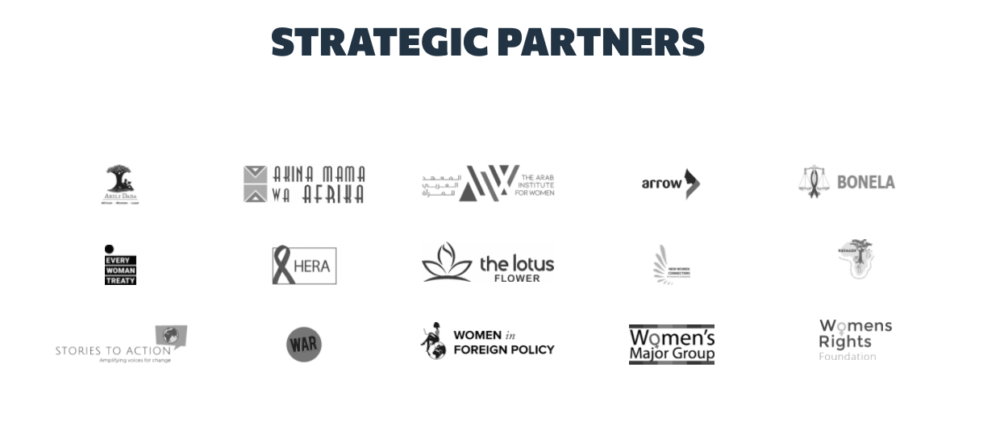 STRATEGIC PARTNERS
AKILI DADA
African · Women · Lead
AKINA MAMA
WA AFRIKA
المعهد
العربي
للمرأة
THE ARAB
INSTITUTE
FOR WOMEN
arrow
BONELA
EVERY
WOMAN
TREATY
HERA
the lotus
FLOWER
NEW WOMEN
CONNECTORS
STORIES TO ACTION
Amplifying voices for change
WAR
WOMEN in
FOREIGN POLICY
Women's
Major Group
Womens
Rights
Foundation